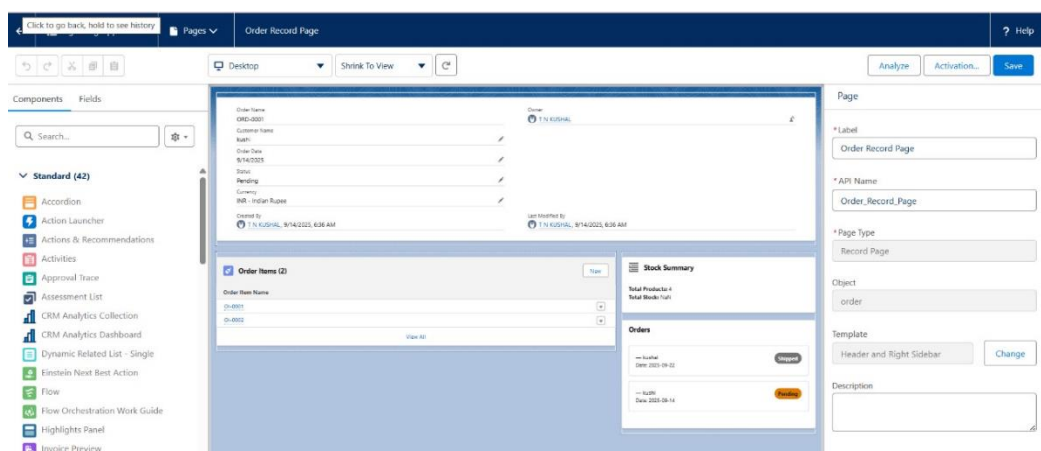 Click to go back, hold to see history
Pages
Order Record Page
? Help
Desktop
Shrink To View
Analyze
Activation...
Save
Components
Fields
Search...
Standard (42)
Accordion
Action Launcher
Actions & Recommendations
Activities
Approval Trace
Assessment List
CRM Analytics Collection
CRM Analytics Dashboard
Dynamic Related List - Single
Einstein Next Best Action
Flow
Flow Orchestration Work Guide
Highlights Panel
Invoice Preview
Order Name
ORD-0001
Owner
T N KUSHAL
Customer Name
kushi
Order Date
9/14/2025
Status
Pending
Currency
INR - Indian Rupee
Created By
T N KUSHAL, 9/14/2025, 6:36 AM
Last Modified By
T N KUSHAL, 9/14/2025, 6:36 AM
Order Items (2)
New
Order Item Name
OI-0001
OI-0002
View All
Stock Summary
Total Products: 4
Total Stock: NaN
Orders
— kushal
Shipped
Date: 2025-09-22
— kushi
Pending
Date: 2025-09-14
Page
*Label
Order Record Page
*API Name
Order_Record_Page
*Page Type
Record Page
Object
order
Template
Header and Right Sidebar
Change
Description